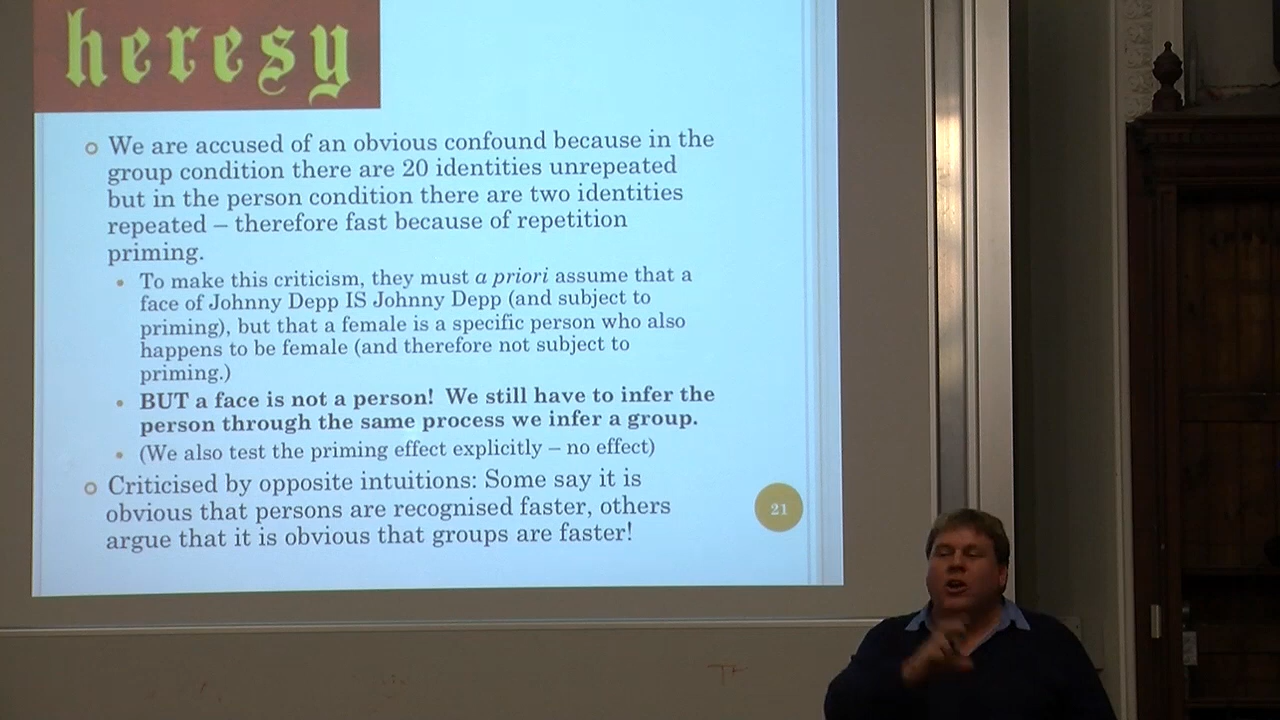 heresy
We are accused of an obvious confound because in the
group condition there are 20 identities unrepeated
but in the person condition there are two identities
repeated – therefore fast because of repetition
priming.
To make this criticism, they must a priori assume that a
face of Johnny Depp IS Johnny Depp (and subject to
priming), but that a female is a specific person who also
happens to be female (and therefore not subject to
priming.)
BUT a face is not a person! We still have to infer the
person through the same process we infer a group.
(We also test the priming effect explicitly – no effect)
Criticised by opposite intuitions: Some say it is
obvious that persons are recognised faster, others
argue that it is obvious that groups are faster!
21